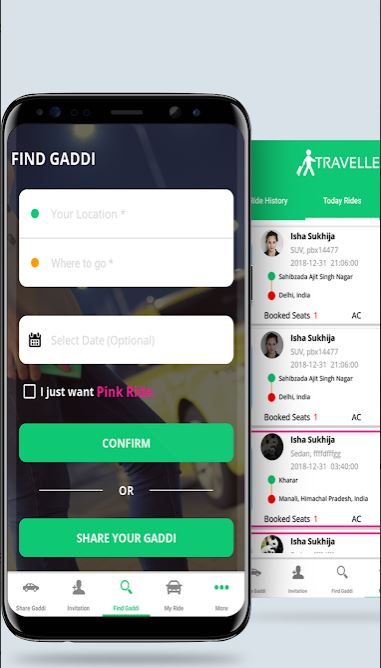 FIND GADDI
Your Location *
Where to go *
Select Date (Optional)
I just want Pink Ride.
CONFIRM
OR
SHARE YOUR GADDI
Share Gaddi Invitation Find Gaddi My Ride More
TRAVELLE
Ride History Today Rides
Isha Sukhija
SUV, pbx14477
2018-12-31 21:06:00
Sahibzada Ajit Singh Nagar
Delhi, India
Booked Seats 1 AC
Isha Sukhija
SUV, pbx14477
2018-12-31 21:06:00
Sahibzada Ajit Singh Nagar
Delhi, India
Booked Seats 1 AC
Isha Sukhija
Sedan, ffffdfffgg
2018-12-31 03:40:00
Kharar
Manali, Himachal Pradesh, India
Booked Seats 1 AC
Isha Sukhija
Gaddi Invitation Find Gaddi